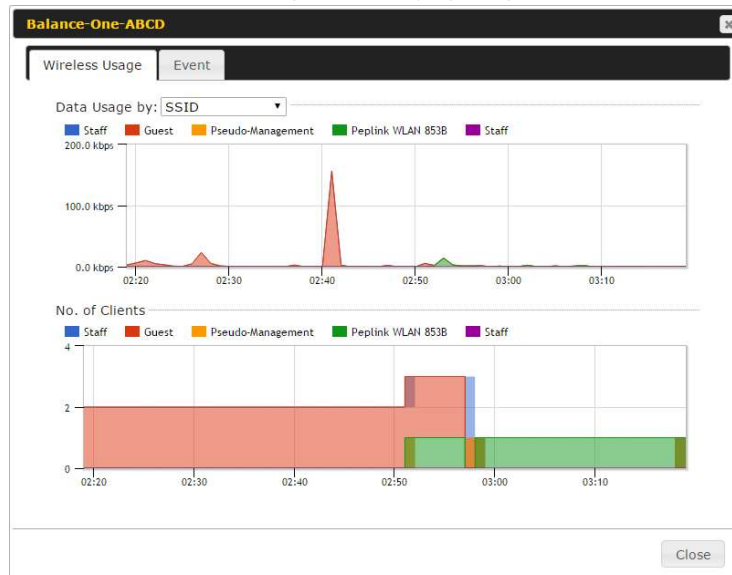 Balance-One-ABCD
Wireless Usage Event
Data Usage by: SSID
Staff Guest Pseudo-Management Peplink WLAN 853B Staff
200.0 kbps
100.0 kbps
0.0 kbps
02:20 02:30 02:40 02:50 03:00 03:10
No. of Clients
Staff Guest Pseudo-Management Peplink WLAN 853B Staff
4
2
0
02:20 02:30 02:40 02:50 03:00 03:10
Close